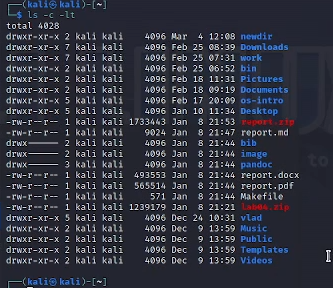 ┌──(kali㉿kali)-[~]
└─$ ls -c -lt
total 4028
drwxr-xr-x 2 kali kali 4096 Mar 4 12:08 newdir
drwxr-xr-x 7 kali kali 4096 Feb 25 08:39 Downloads
drwxr-xr-x 7 kali kali 4096 Feb 25 07:31 work
drwxr-xr-x 2 kali kali 4096 Feb 26 06:52 bin
drwxr-xr-x 2 kali kali 4096 Feb 18 11:31 Pictures
drwxr-xr-x 2 kali kali 4096 Feb 18 09:19 Documents
drwxr-xr-x 5 kali kali 4096 Feb 17 20:09 os-intro
drwxr-xr-x 5 kali kali 4096 Jan 10 11:34 Desktop
-rw-r--r-- 1 kali kali 1733443 Jan 8 21:53 report.zip
-rw-r--r-- 1 kali kali 9024 Jan 8 21:47 report.md
drwx------ 2 kali kali 4096 Jan 8 21:44 bib
drwx------ 2 kali kali 4096 Jan 8 21:44 image
drwx------ 3 kali kali 4096 Jan 8 21:44 pandoc
-rw-r--r-- 1 kali kali 493553 Jan 8 21:44 report.docx
-rw-r--r-- 1 kali kali 565514 Jan 8 21:44 report.pdf
-rw-r--r-- 1 kali kali 571 Jan 8 21:44 Makefile
-rw-r--r-- 1 kali kali 1239179 Jan 8 21:21 lab04.zip
drwxr-xr-x 5 kali kali 4096 Dec 24 10:31 vlad
drwxr-xr-x 2 kali kali 4096 Dec 9 13:59 Music
drwxr-xr-x 2 kali kali 4096 Dec 9 13:59 Public
drwxr-xr-x 2 kali kali 4096 Dec 9 13:59 Templates
drwxr-xr-x 2 kali kali 4096 Dec 9 13:59 Videos
┌──(kali㉿kali)-[~]